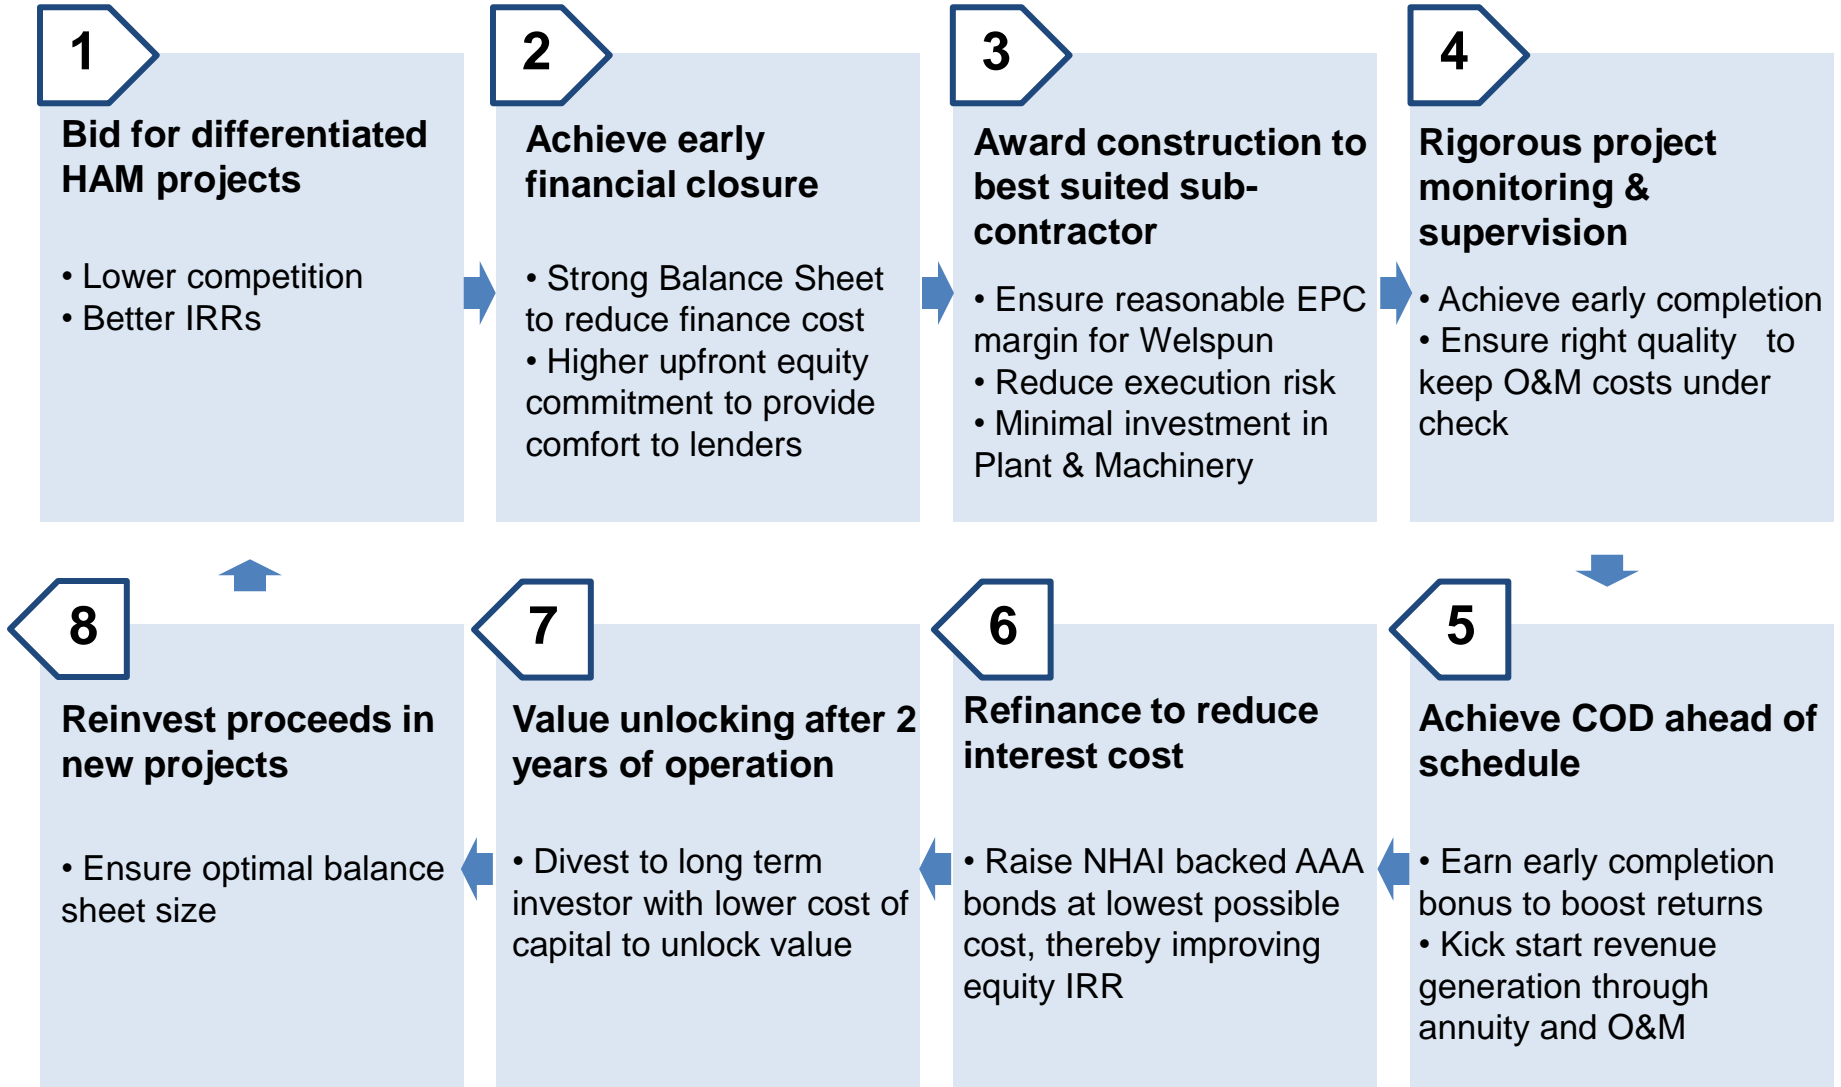 1
Bid for differentiated
HAM projects
• Lower competition
• Better IRRs
2
Achieve early
financial closure
• Strong Balance Sheet
to reduce finance cost
• Higher upfront equity
commitment to provide
comfort to lenders
3
Award construction to
best suited sub-
contractor
• Ensure reasonable EPC
margin for Welspun
• Reduce execution risk
• Minimal investment in
Plant & Machinery
4
Rigorous project
monitoring &
supervision
• Achieve early completion
• Ensure right quality to
keep O&M costs under
check
5
Achieve COD ahead of
schedule
• Earn early completion
bonus to boost returns
• Kick start revenue
generation through
annuity and O&M
6
Refinance to reduce
interest cost
• Raise NHAI backed AAA
bonds at lowest possible
cost, thereby improving
equity IRR
7
Value unlocking after 2
years of operation
• Divest to long term
investor with lower cost of
capital to unlock value
8
Reinvest proceeds in
new projects
• Ensure optimal balance
sheet size